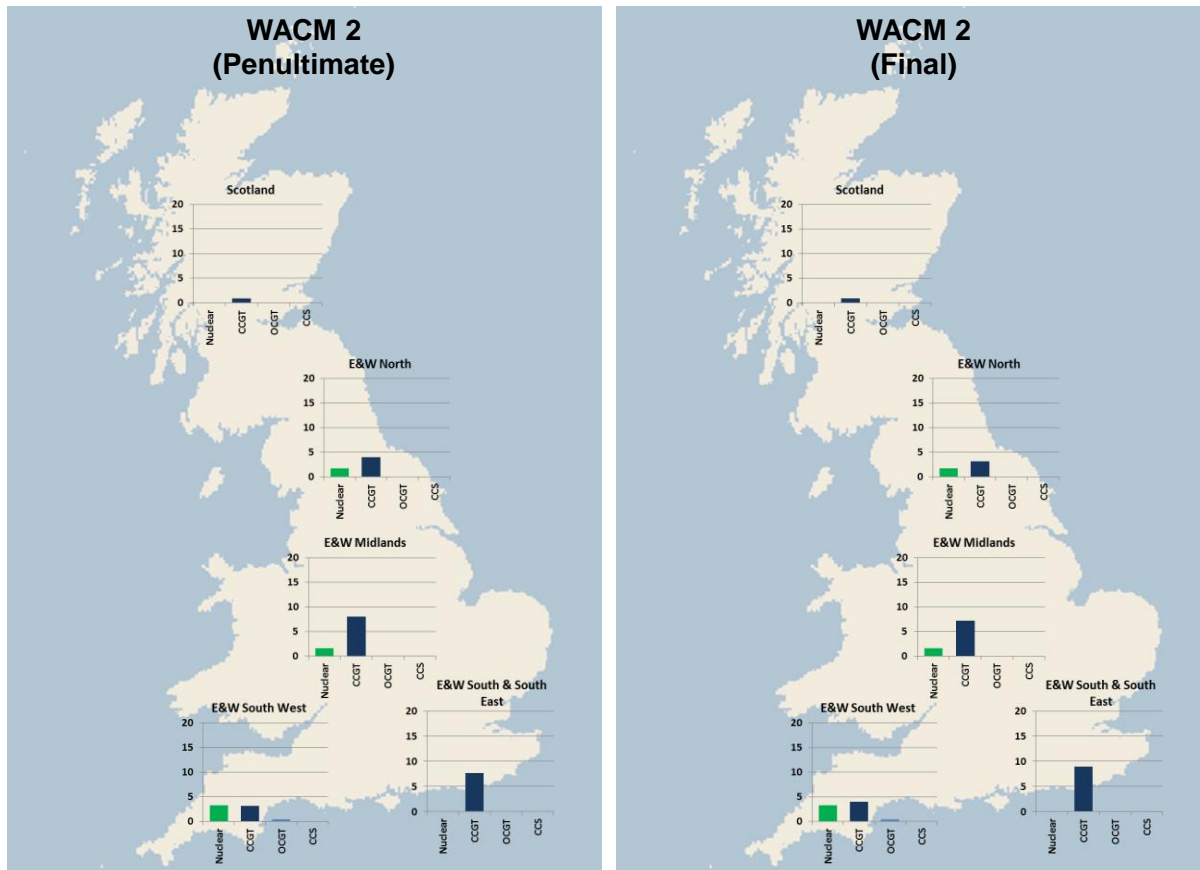 WACM 2
(Penultimate)
Scotland
20
15
10
5
0
Nuclear
CCGT
OCGT
CCS
E&W North
20
15
10
5
0
Nuclear
CCGT
OCGT
CCS
E&W Midlands
20
15
10
5
0
Nuclear
CCGT
OCGT
CCS
E&W South West
20
15
10
5
0
Nuclear
CCGT
OCGT
CCS
E&W South & South
East
20
15
10
5
0
Nuclear
CCGT
OCGT
CCS
WACM 2
(Final)
Scotland
20
15
10
5
0
Nuclear
CCGT
OCGT
CCS
E&W North
20
15
10
5
0
Nuclear
CCGT
OCGT
CCS
E&W Midlands
20
15
10
5
0
Nuclear
CCGT
OCGT
CCS
E&W South West
20
15
10
5
0
Nuclear
CCGT
OCGT
CCS
E&W South & South
East
20
15
10
5
0
Nuclear
CCGT
OCGT
CCS